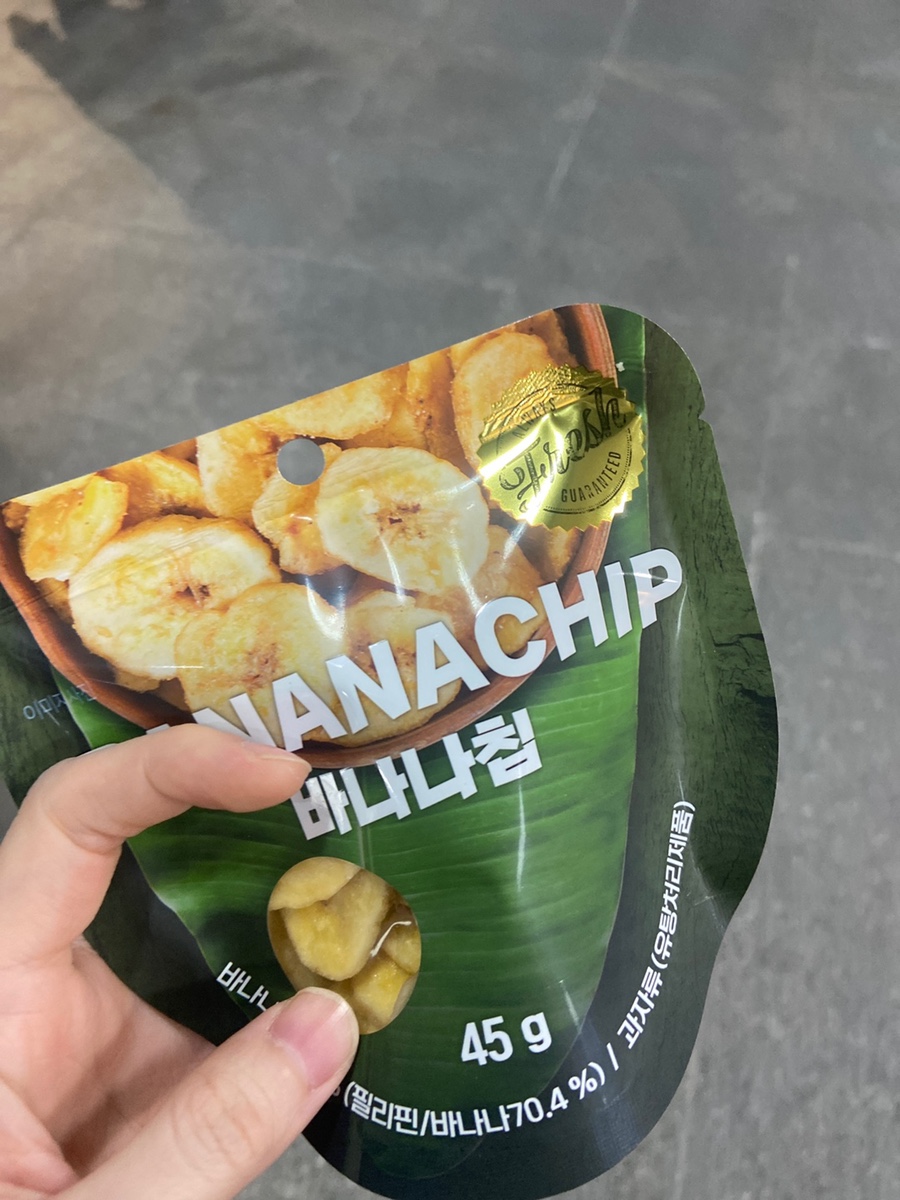 Fresh
GUARANTEED
BANANACHIP
바나나칩
45 g
(필리핀/바나나70.4 %) / 과자류(유탕처리제품)